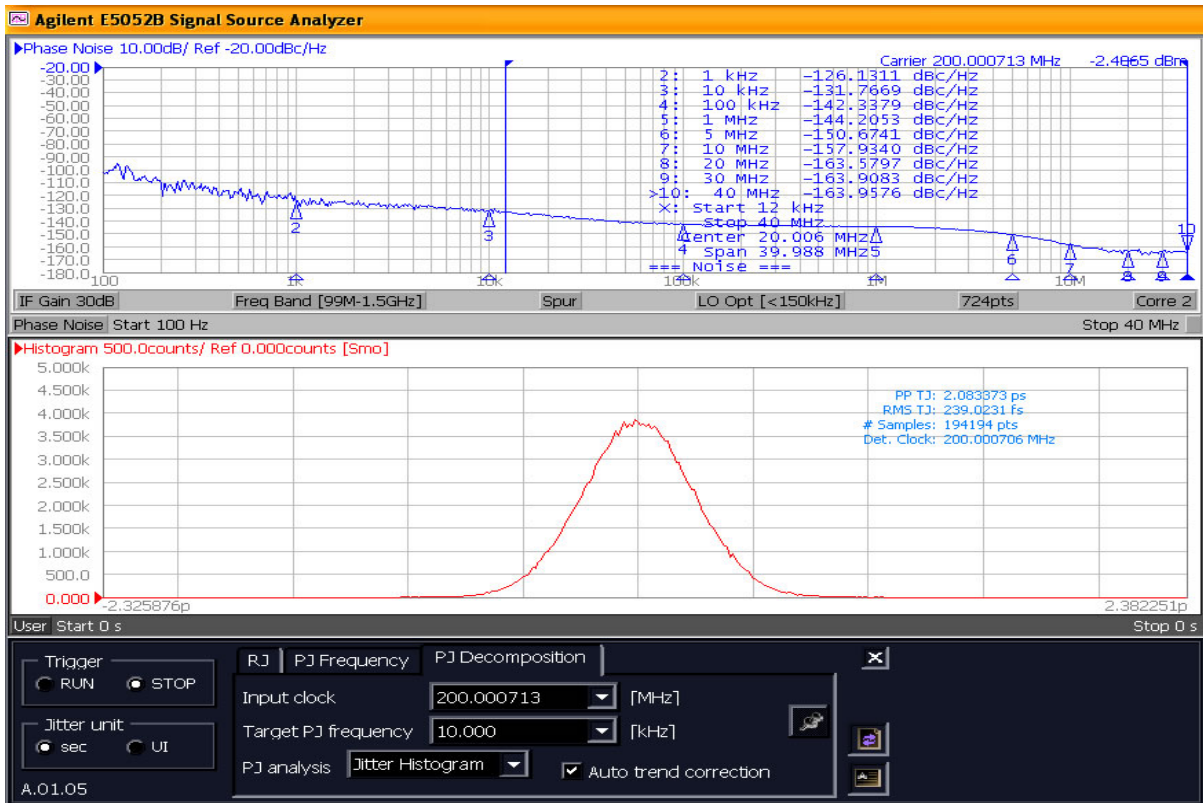 Agilent E5052B Signal Source Analyzer
▶Phase Noise 10.00dB/ Ref -20.00dBc/Hz
Carrier 200.000713 MHz -2.4865 dBm
-20.00
-30.00
-40.00
-50.00
-60.00
-70.00
-80.00
-90.00
-100.0
-110.0
-120.0
-130.0
-140.0
-150.0
-160.0
-170.0
-180.0
2: 1 kHz -126.1311 dBc/Hz
3: 10 kHz -131.7669 dBc/Hz
4: 100 kHz -142.3379 dBc/Hz
5: 1 MHz -144.2053 dBc/Hz
6: 5 MHz -150.6741 dBc/Hz
7: 10 MHz -157.9340 dBc/Hz
8: 20 MHz -163.5797 dBc/Hz
9: 30 MHz -163.9083 dBc/Hz
>10: 40 MHz -163.9576 dBc/Hz
X: Start 12 kHz
Stop 40 MHz
Center 20.006 MHz
Span 39.988 MHz
=== Noise ===
2 3 4 5 6 7 8 9 10
100 1k 10k 100k 1M 10M
IF Gain 30dB Freq Band [99M-1.5GHz] Spur LO Opt [<150kHz] 724pts Corre 2
Phase Noise Start 100 Hz Stop 40 MHz
▶Histogram 500.0counts/ Ref 0.000counts [Smo]
5.000k
4.500k
4.000k
3.500k
3.000k
2.500k
2.000k
1.500k
1.000k
500.0
0.000
PP TJ: 2.083373 ps
RMS TJ: 239.0231 fs
# Samples: 194194 pts
Det. Clock: 200.000706 MHz
-2.325876p 2.382251p
User Start 0 s Stop 0 s
Trigger
RUN STOP
Jitter unit
sec UI
A.01.05
RJ PJ Frequency PJ Decomposition
Input clock 200.000713 [MHz]
Target PJ frequency 10.000 [kHz]
PJ analysis Jitter Histogram Auto trend correction